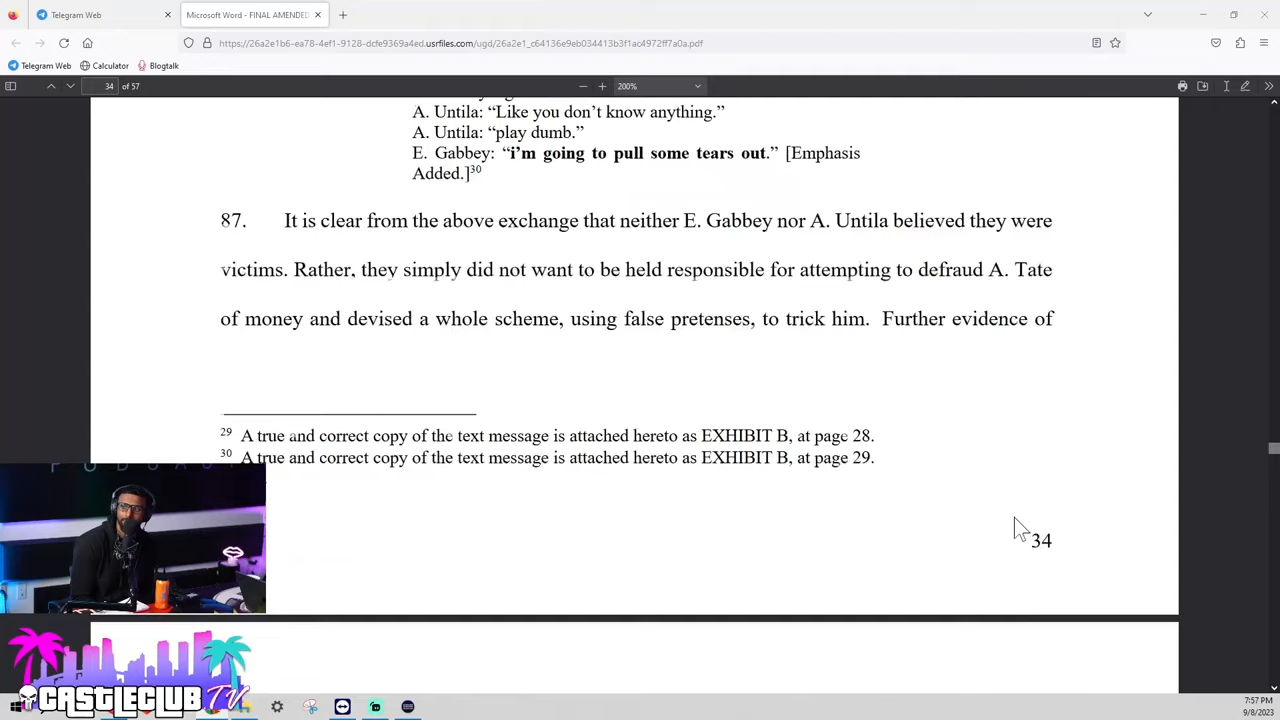 Telegram Web
Microsoft Word - FINAL AMENDED
https://26a2e1b6-ea78-4ef1-9128-dcfe9369a4ed.usrfiles.com/ugd/26a2e1_c64136efeb034413b3f1ac4972ff7a0a.pdf
Telegram Web Calculator Blogtalk
34 of 57
200%
A. Untila: “Like you don’t know anything.”
A. Untila: “play dumb.”
E. Gabbey: “i’m going to pull some tears out.” [Emphasis
Added.]30
87. It is clear from the above exchange that neither E. Gabbey nor A. Untila believed they were
victims. Rather, they simply did not want to be held responsible for attempting to defraud A. Tate
of money and devised a whole scheme, using false pretenses, to trick him. Further evidence of
29 A true and correct copy of the text message is attached hereto as EXHIBIT B, at page 28.
30 A true and correct copy of the text message is attached hereto as EXHIBIT B, at page 29.
34
CASTLECLUB TV
7:57 PM
9/8/2023